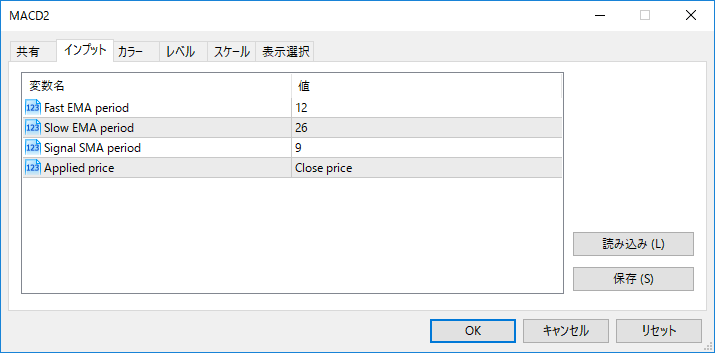 MACD2
共有 インプット カラー レベル スケール 表示選択
変数名 値
123 Fast EMA period 12
123 Slow EMA period 26
123 Signal SMA period 9
123 Applied price Close price
読み込み (L)
保存 (S)
OK キャンセル リセット